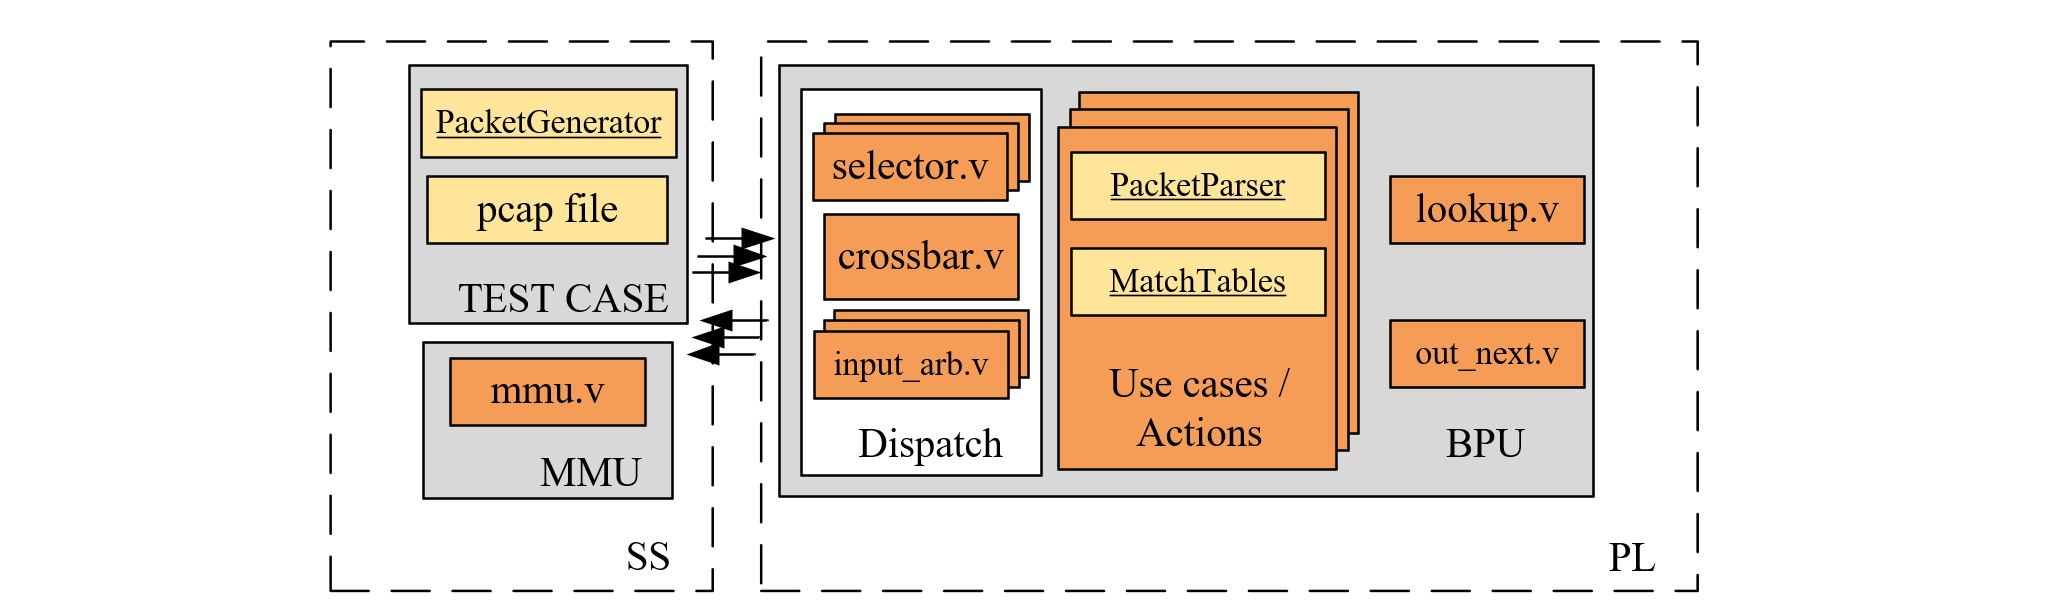 PacketGenerator
pcap file
TEST CASE
mmu.v
MMU
SS
selector.v
crossbar.v
input_arb.v
Dispatch
PacketParser
MatchTables
Use cases /
Actions
lookup.v
out_next.v
BPU
PL